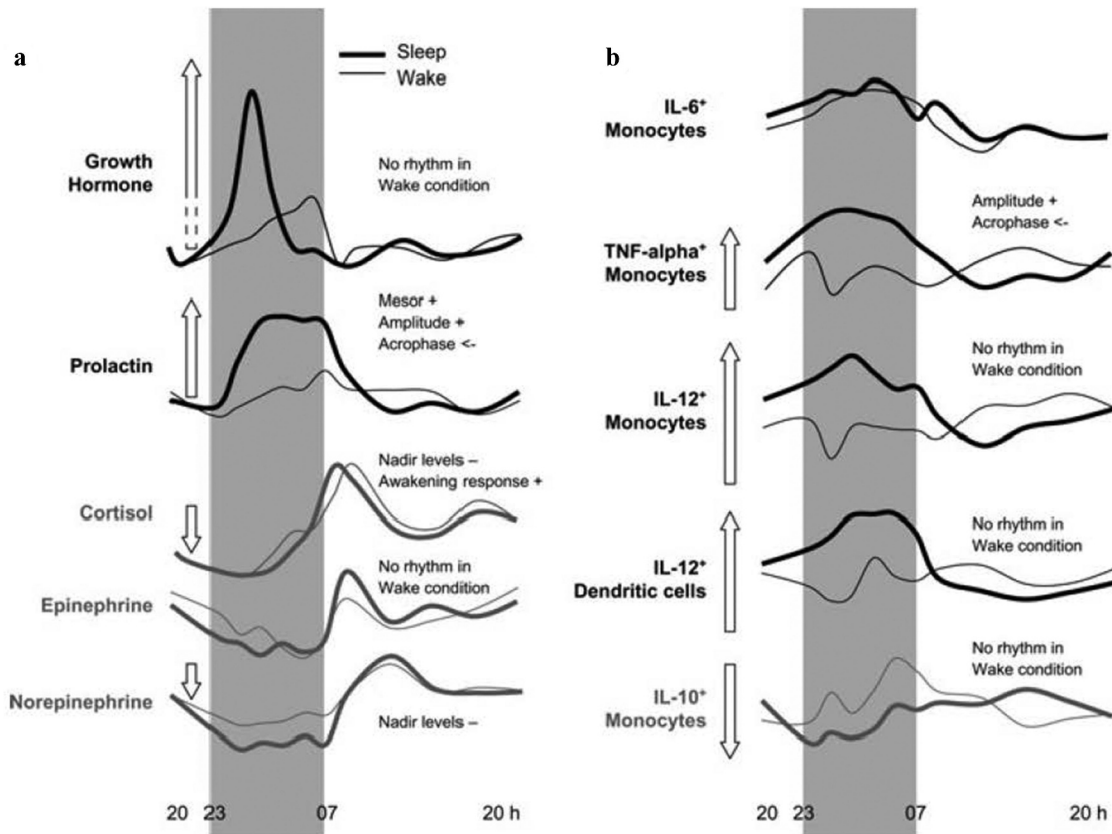 a
Sleep
Wake
Growth
Hormone
No rhythm in
Wake condition
Prolactin
Mesor +
Amplitude +
Acrophase <-
Cortisol
Nadir levels –
Awakening response +
Epinephrine
No rhythm in
Wake condition
Norepinephrine
Nadir levels –
20 23 07 20 h
b
IL-6⁺
Monocytes
TNF-alpha⁺
Monocytes
Amplitude +
Acrophase <-
IL-12⁺
Monocytes
No rhythm in
Wake condition
IL-12⁺
Dendritic cells
No rhythm in
Wake condition
IL-10⁺
Monocytes
No rhythm in
Wake condition
20 23 07 20 h